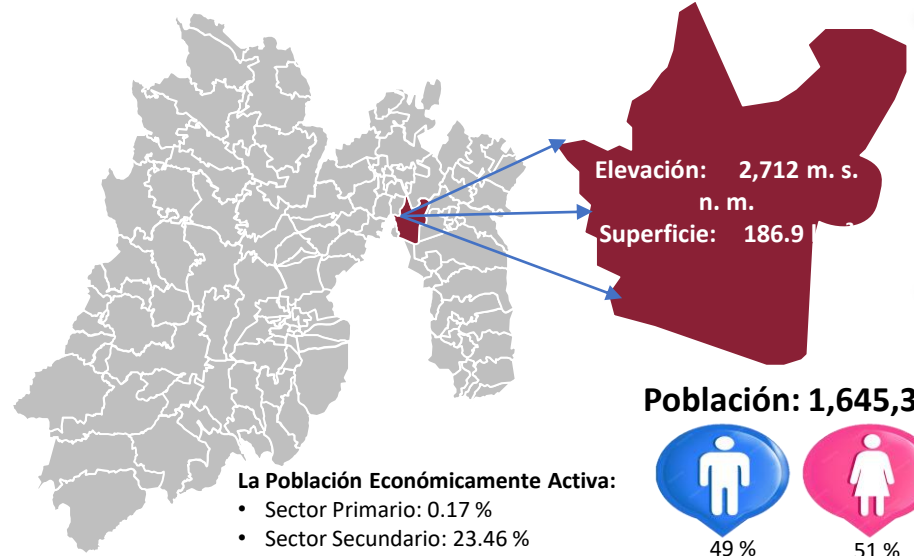 Elevación: 2,712 m. s.
n. m.
Superficie: 186.9
Población: 1,645,3
La Población Económicamente Activa:
• Sector Primario: 0.17 %
• Sector Secundario: 23.46 %
49 %
51 %